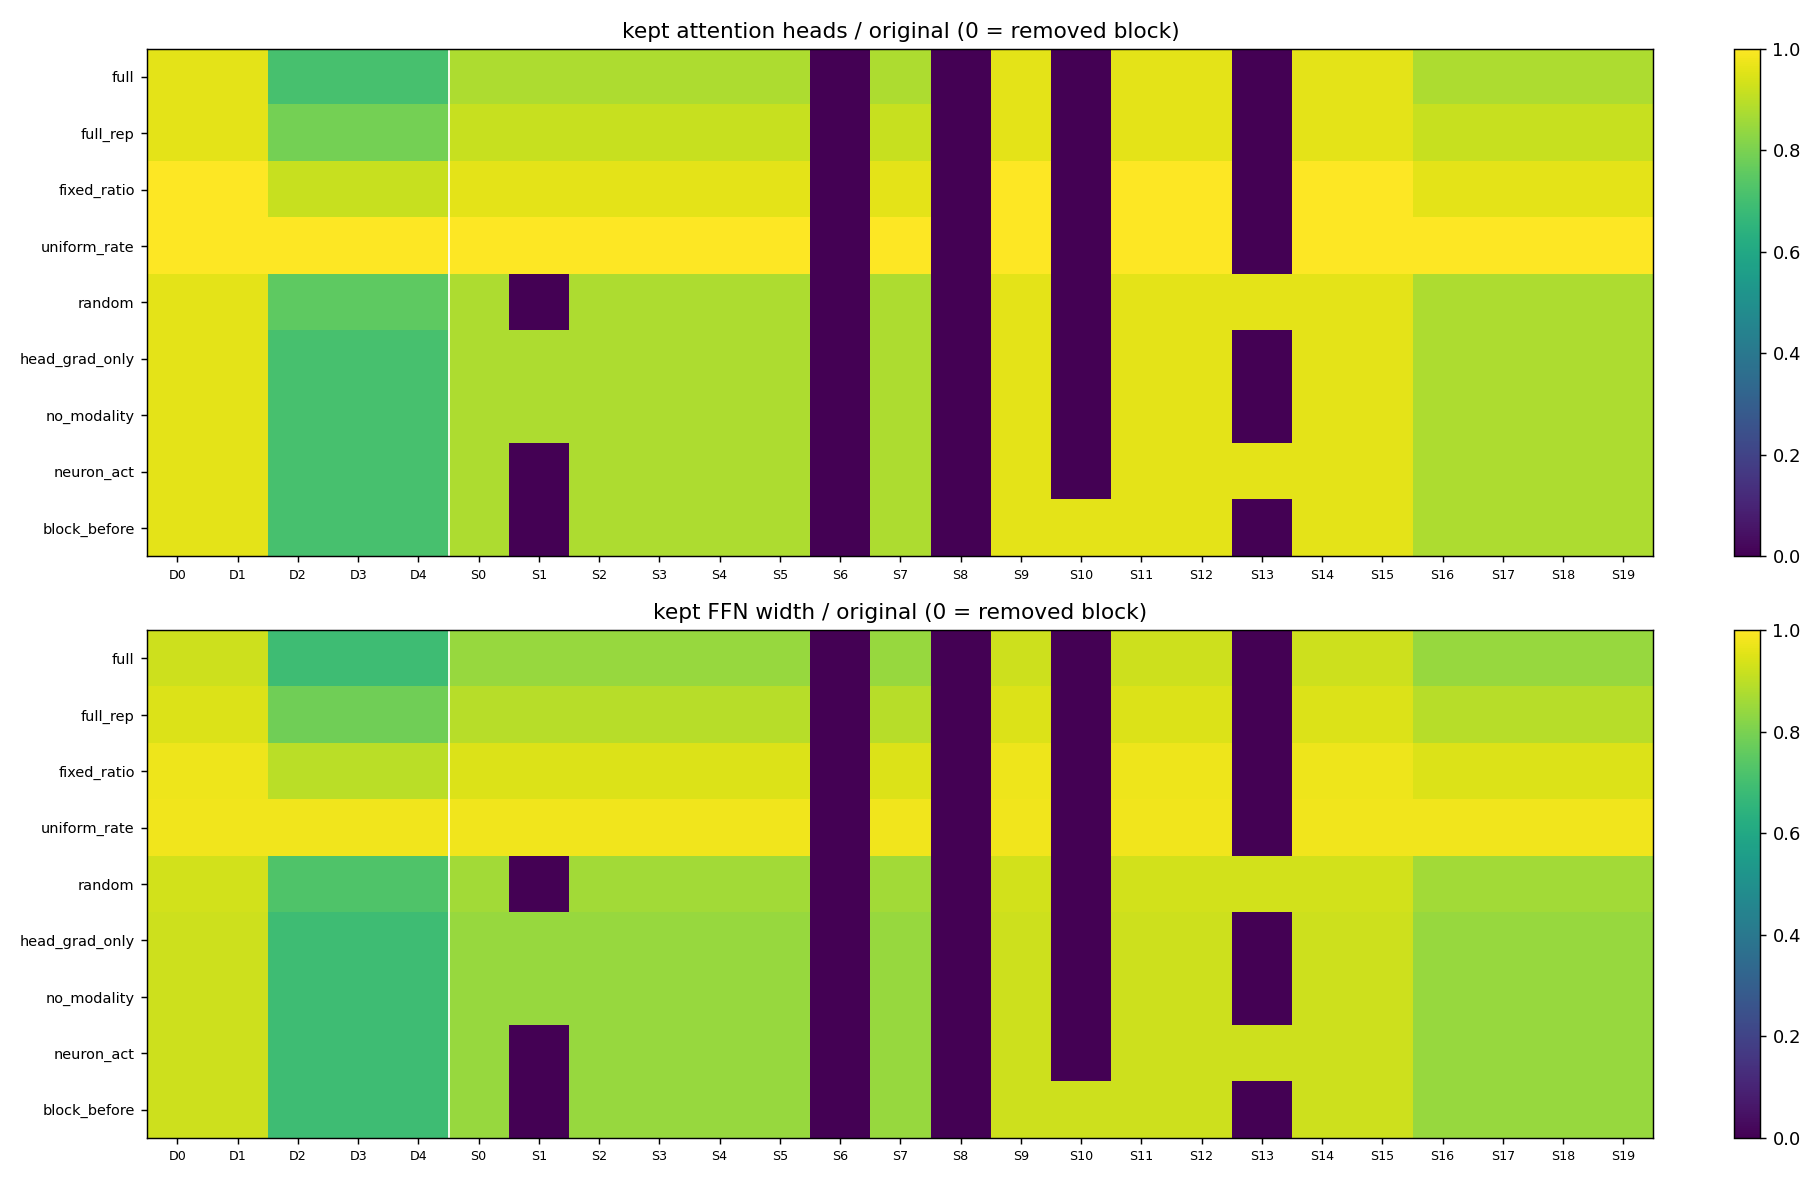 kept attention heads / original (0 = removed block)
full
full_rep
fixed_ratio
uniform_rate
random
head_grad_only
no_modality
neuron_act
block_before
D0 D1 D2 D3 D4 S0 S1 S2 S3 S4 S5 S6 S7 S8 S9 S10 S11 S12 S13 S14 S15 S16 S17 S18 S19
1.0
0.8
0.6
0.4
0.2
0.0
kept FFN width / original (0 = removed block)
full
full_rep
fixed_ratio
uniform_rate
random
head_grad_only
no_modality
neuron_act
block_before
D0 D1 D2 D3 D4 S0 S1 S2 S3 S4 S5 S6 S7 S8 S9 S10 S11 S12 S13 S14 S15 S16 S17 S18 S19
1.0
0.8
0.6
0.4
0.2
0.0